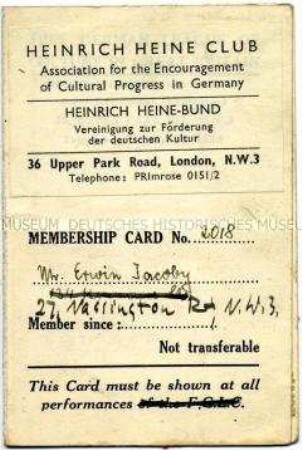 HEINRICH HEINE CLUB
Association for the Encouragement
of Cultural Progress in Germany
HEINRICH HEINE-BUND
Vereinigung zur Förderung
der deutschen Kultur
36 Upper Park Road, London, N.W.3
Telephone: PRImrose 0151/2
MUSEUM DEUTSCHES HISTORISCHES MUSEUM
MEMBERSHIP CARD No. 2018
Mr. Erwin Jacoby
27, Rd, N.W.3,
Member since:
Not transferable
This Card must be shown at all
performances of the F.G.L.C.